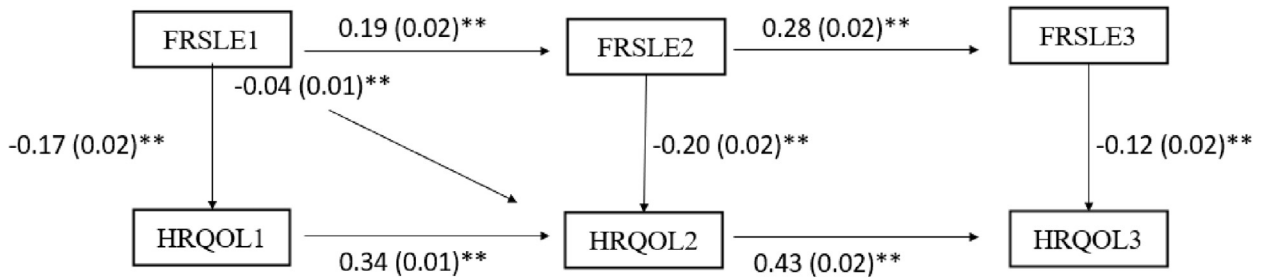 FRSLE1
0.19 (0.02)**
FRSLE2
0.28 (0.02)**
FRSLE3
-0.04 (0.01)**
-0.17 (0.02)**
-0.20 (0.02)**
-0.12 (0.02)**
HRQOL1
0.34 (0.01)**
HRQOL2
0.43 (0.02)**
HRQOL3